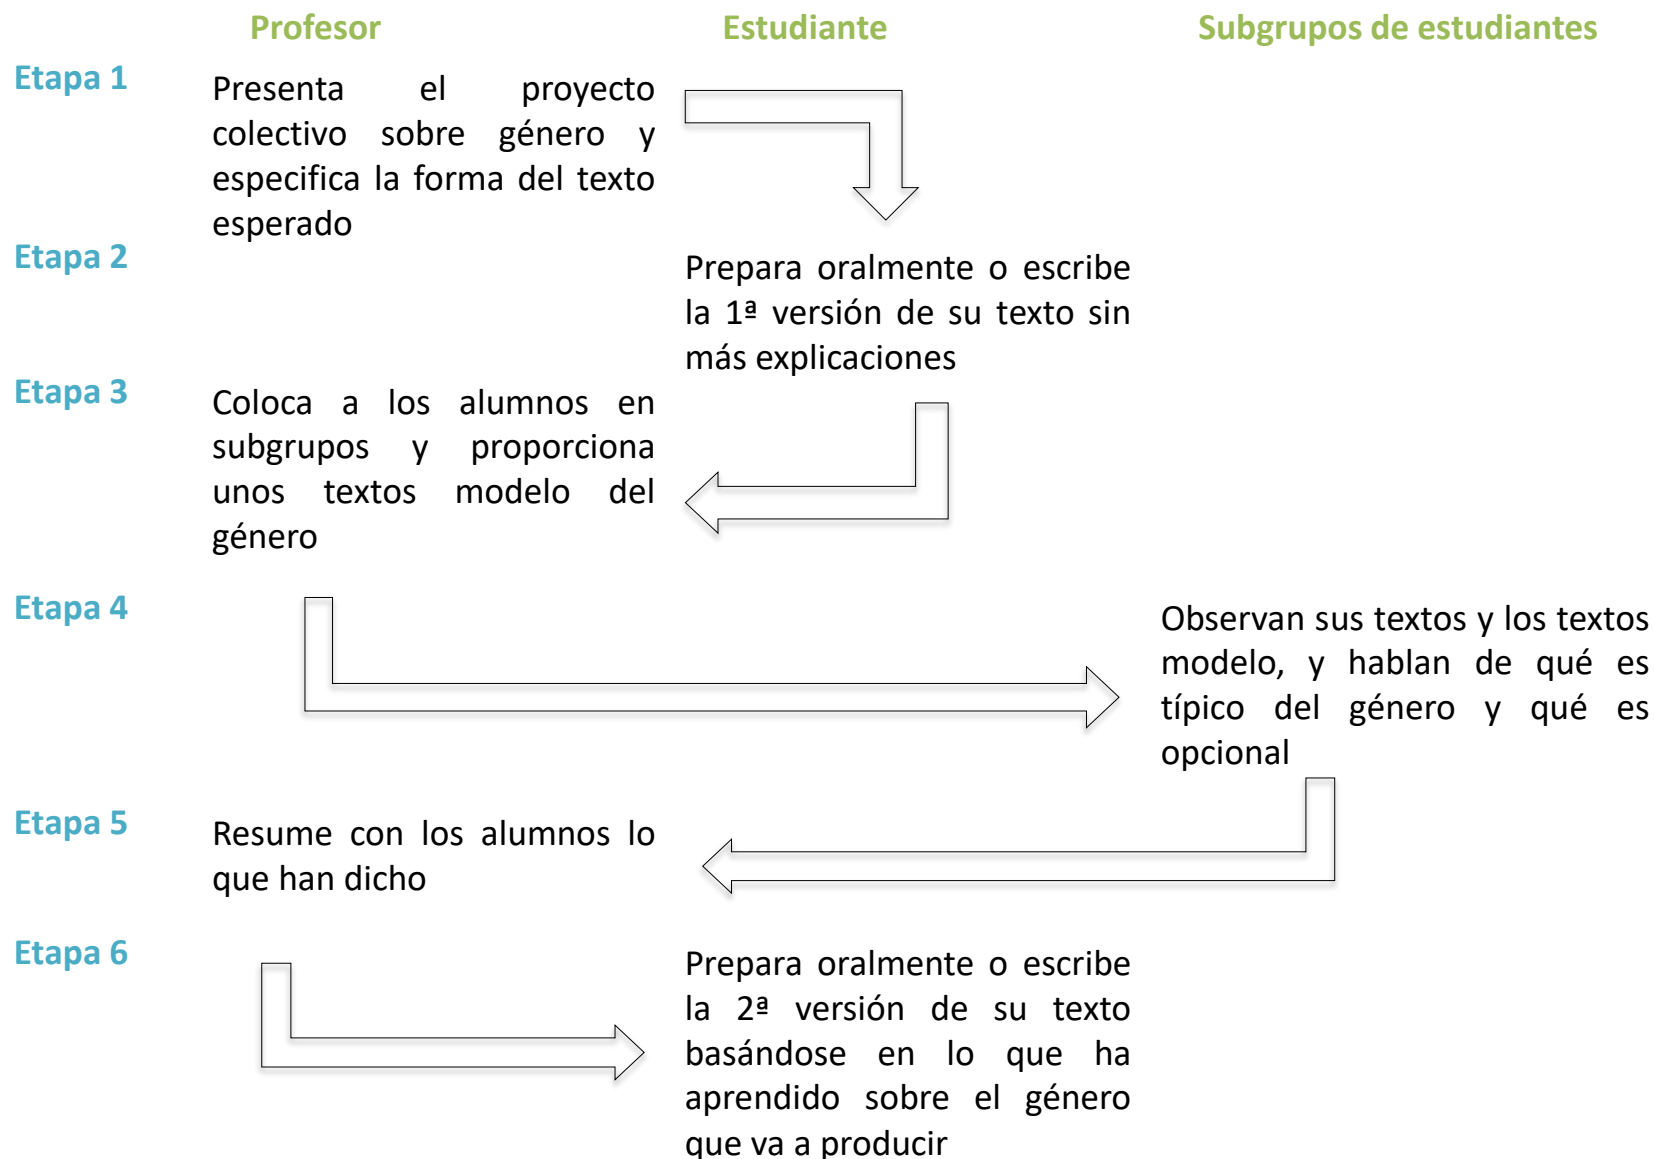 Profesor Estudiante Subgrupos de estudiantes
Etapa 1
Presenta el proyecto
colectivo sobre género y
especifica la forma del texto
esperado
Etapa 2
Prepara oralmente o escribe
la 1ª versión de su texto sin
más explicaciones
Etapa 3
Coloca a los alumnos en
subgrupos y proporciona
unos textos modelo del
género
Etapa 4
Observan sus textos y los textos
modelo, y hablan de qué es
típico del género y qué es
opcional
Etapa 5
Resume con los alumnos lo
que han dicho
Etapa 6
Prepara oralmente o escribe
la 2ª versión de su texto
basándose en lo que ha
aprendido sobre el género
que va a producir